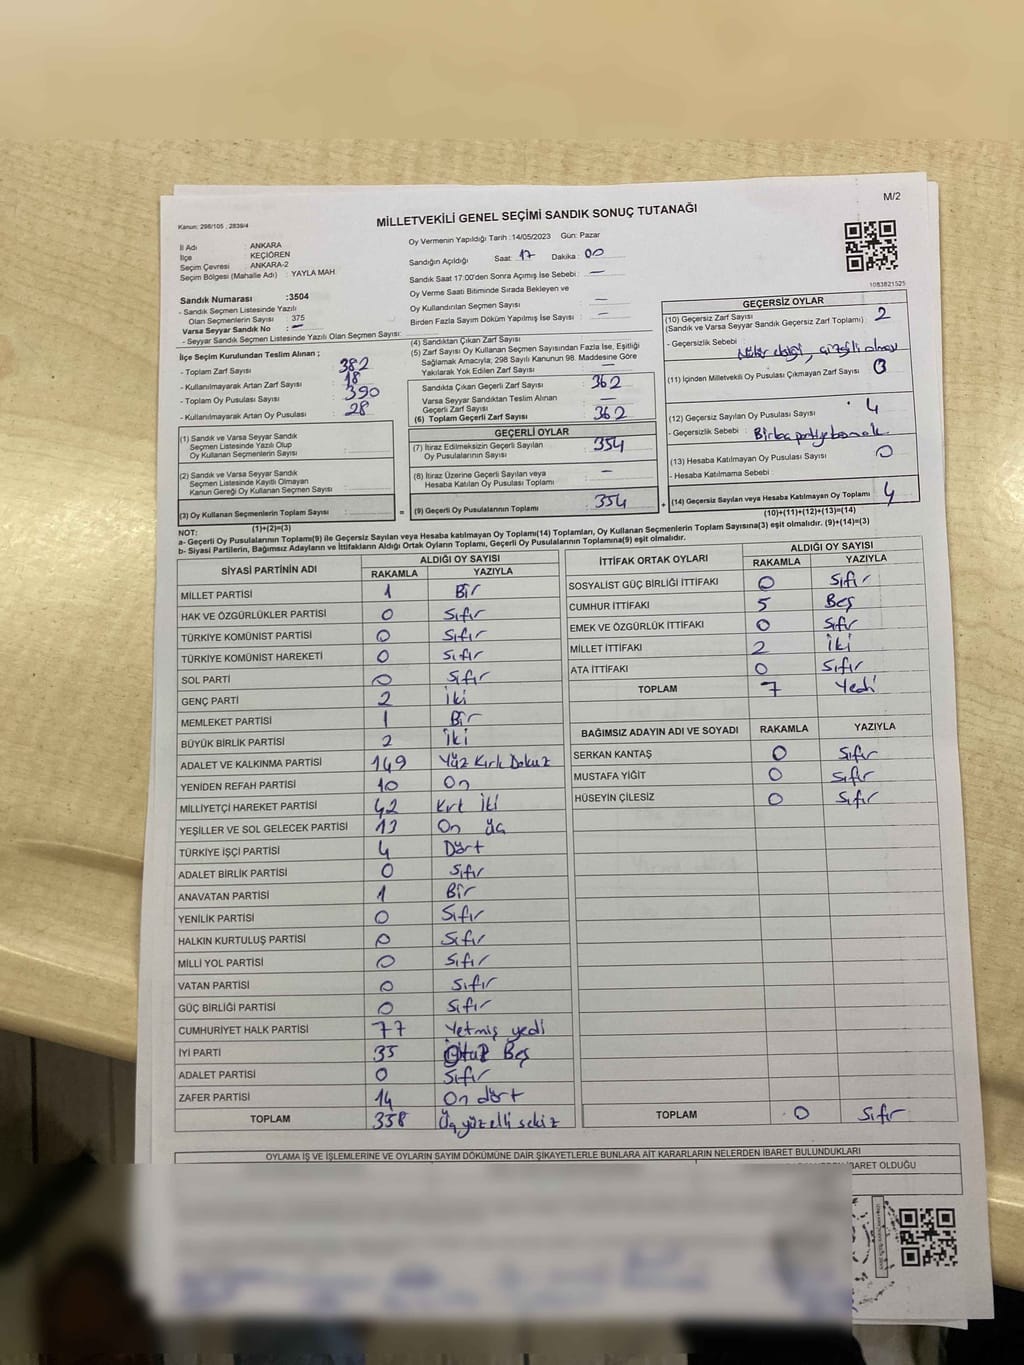 M/2
Kanun: 298/105 ; 2839/4
MİLLETVEKİLİ GENEL SEÇİMİ SANDIK SONUÇ TUTANAĞI
İl Adı : ANKARA
İlçe : KEÇİÖREN
Seçim Çevresi : ANKARA-2
Seçim Bölgesi (Mahalle Adı) : YAYLA MAH.
Oy Vermenin Yapıldığı Tarih :14/05/2023 Gün: Pazar
Sandığın Açıldığı Saat: 17 Dakika: 00
Sandık Saat 17:00'den Sonra Açımış İse Sebebi : —
Oy Verme Saati Bitiminde Sırada Bekleyen ve
Oy Kullandırılan Seçmen Sayısı : —
Birden Fazla Sayım Döküm Yapılmış İse Sayısı : —
1083821525
Sandık Numarası :3504
- Sandık Seçmen Listesinde Yazılı
Olan Seçmenlerin Sayısı : 375
Varsa Seyyar Sandık No : —
- Seyyar Sandık Seçmen Listesinde Yazılı Olan Seçmen Sayısı:
İlçe Seçim Kurulundan Teslim Alınan ;
- Toplam Zarf Sayısı : 382
- Kullanılmayarak Artan Zarf Sayısı : 18
- Toplam Oy Pusulası Sayısı : 390
- Kullanılmayarak Artan Oy Pusulası : 28
(1) Sandık ve Varsa Seyyar Sandık
Seçmen Listesinde Yazılı Olup
Oy Kullanan Seçmenlerin Sayısı :
(2) Sandık ve Varsa Seyyar Sandık
Seçmen Listesinde Kayıtlı Olmayan
Kanun Gereği Oy Kullanan Seçmen Sayısı :
(3) Oy Kullanan Seçmenlerin Toplam Sayısı :
(1)+(2)=(3)
(4) Sandıktan Çıkan Zarf Sayısı :
(5) Zarf Sayısı Oy Kullanan Seçmen Sayısından Fazla İse, Eşitliği
Sağlamak Amacıyla; 298 Sayılı Kanunun 98. Maddesine Göre
Yakılarak Yok Edilen Zarf Sayısı : —
Sandıkta Çıkan Geçerli Zarf Sayısı : 362
Varsa Seyyar Sandıktan Teslim Alınan
Geçerli Zarf Sayısı : —
(6) Toplam Geçerli Zarf Sayısı : 362
GEÇERLİ OYLAR
(7) İtiraz Edilmeksizin Geçerli Sayılan
Oy Pusulalarının Sayısı : 354
(8) İtiraz Üzerine Geçerli Sayılan veya
Hesaba Katılan Oy Pusulası Toplamı : —
= (9) Geçerli Oy Pusulalarının Toplamı : 354
GEÇERSİZ OYLAR
(10) Geçersiz Zarf Sayısı : 2
(Sandık ve Varsa Seyyar Sandık Geçersiz Zarf Toplamı)
- Geçersizlik Sebebi :
(11) İçinden Milletvekili Oy Pusulası Çıkmayan Zarf Sayısı : 0
(12) Geçersiz Sayılan Oy Pusulası Sayısı : 4
- Geçersizlik Sebebi :
(13) Hesaba Katılmayan Oy Pusulası Sayısı : 0
- Hesaba Katılmama Sebebi :
+ (14) Geçersiz Sayılan veya Hesaba Katılmayan Oy Toplamı : 4
(10)+(11)+(12)+(13)=(14)
NOT:
a- Geçerli Oy Pusulalarının Toplamı(9) ile Geçersiz Sayılan veya Hesaba katılmayan Oy Toplamı(14) Toplamları, Oy Kullanan Seçmenlerin Toplam Sayısına(3) eşit olmalıdır. (9)+(14)=(3)
b- Siyasi Partilerin, Bağımsız Adayların ve İttifakların Aldığı Ortak Oyların Toplamı, Geçerli Oy Pusulalarının Toplamına(9) eşit olmalıdır.
SİYASİ PARTİNİN ADI ALDIĞI OY SAYISI
RAKAMLA YAZIYLA
MİLLET PARTİSİ 1 Bir
HAK VE ÖZGÜRLÜKLER PARTİSİ 0 Sıfır
TÜRKİYE KOMÜNİST PARTİSİ 0 Sıfır
TÜRKİYE KOMÜNİST HAREKETİ 0 Sıfır
SOL PARTİ 0 Sıfır
GENÇ PARTİ 2 İki
MEMLEKET PARTİSİ 1 Bir
BÜYÜK BİRLİK PARTİSİ 2 İki
ADALET VE KALKINMA PARTİSİ 149 Yüz Kırk Dokuz
YENİDEN REFAH PARTİSİ 10 On
MİLLİYETÇİ HAREKET PARTİSİ 42 Kırk İki
YEŞİLLER VE SOL GELECEK PARTİSİ 13 On üç
TÜRKİYE İŞÇİ PARTİSİ 4 Dört
ADALET BİRLİK PARTİSİ 0 Sıfır
ANAVATAN PARTİSİ 1 Bir
YENİLİK PARTİSİ 0 Sıfır
HALKIN KURTULUŞ PARTİSİ 0 Sıfır
MİLLİ YOL PARTİSİ 0 Sıfır
VATAN PARTİSİ 0 Sıfır
GÜÇ BİRLİĞİ PARTİSİ 0 Sıfır
CUMHURİYET HALK PARTİSİ 77 Yetmiş yedi
İYİ PARTİ 35 Otuz Beş
ADALET PARTİSİ 0 Sıfır
ZAFER PARTİSİ 14 On dört
TOPLAM 358 Üç yüz elli sekiz
İTTİFAK ORTAK OYLARI ALDIĞI OY SAYISI
RAKAMLA YAZIYLA
SOSYALİST GÜÇ BİRLİĞİ İTTİFAKI 0 Sıfır
CUMHUR İTTİFAKI 5 Beş
EMEK VE ÖZGÜRLÜK İTTİFAKI 0 Sıfır
MİLLET İTTİFAKI 2 İki
ATA İTTİFAKI 0 Sıfır
TOPLAM 7 Yedi
BAĞIMSIZ ADAYIN ADI VE SOYADI RAKAMLA YAZIYLA
SERKAN KANTAŞ 0 Sıfır
MUSTAFA YİĞİT 0 Sıfır
HÜSEYİN ÇİLESİZ 0 Sıfır
TOPLAM 0 Sıfır
OYLAMA İŞ VE İŞLEMLERİNE VE OYLARIN SAYIM DÖKÜMÜNE DAİR ŞİKAYETLERLE BUNLARA AİT KARARLARIN NELERDEN İBARET BULUNDUKLARI
İBARET OLDUĞU